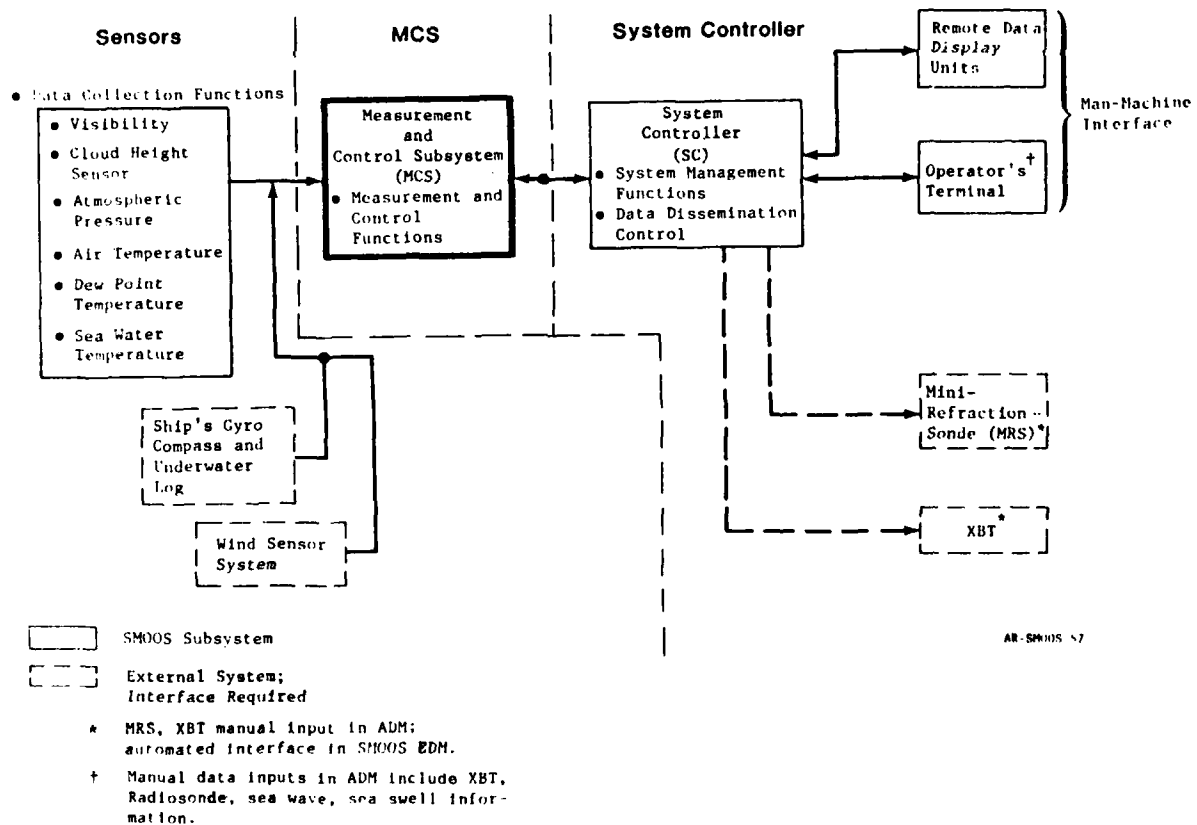 Sensors
MCS
System Controller
● Data Collection Functions
● Visibility
● Cloud Height
Sensor
● Atmospheric
Pressure
● Air Temperature
● Dew Point
Temperature
● Sea Water
Temperature
Measurement
and
Control Subsystem
(MCS)
● Measurement and
Control
Functions
System
Controller
(SC)
● System Management
Functions
● Data Dissemination
Control
Remote Data
Display
Units
Operator's†
Terminal
Man-Machine
Interface
Ship's Gyro
Compass and
Underwater
Log
Wind Sensor
System
Mini-
Refraction
Sonde (MRS)*
XBT*
SMOOS Subsystem
AR-SMOOS
External System;
Interface Required
* MRS, XBT manual input in ADM;
automated interface in SMOOS EDM.
† Manual data inputs in ADM include XBT,
Radiosonde, sea wave, sea swell infor-
mation.